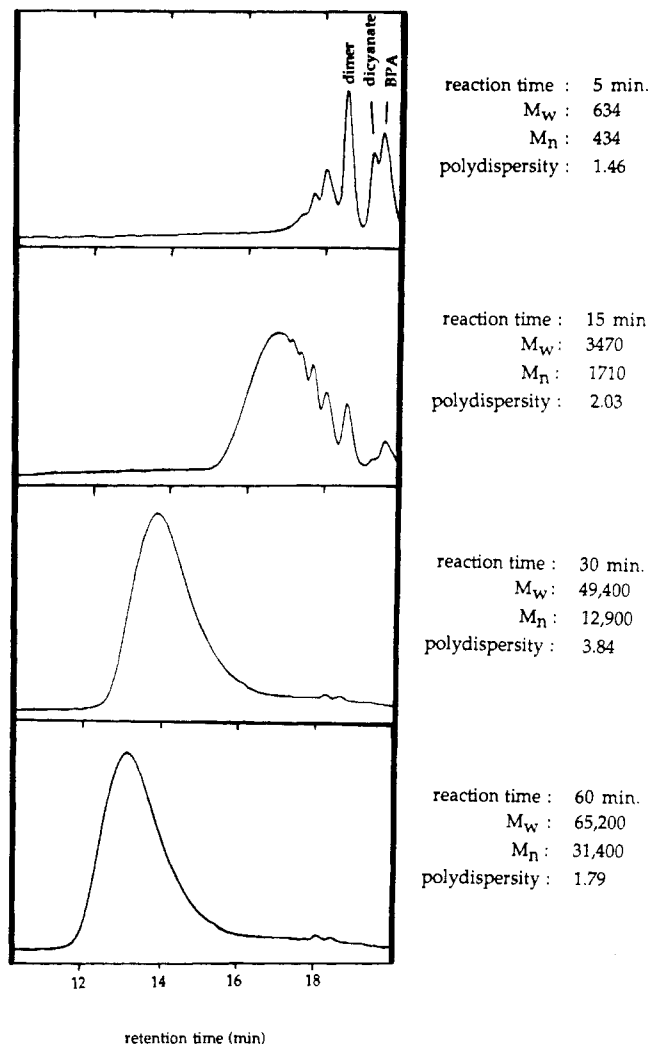 dimer
dicyanate
BPA
reaction time : 5 min.
Mw : 634
Mn : 434
polydispersity : 1.46
reaction time : 15 min
Mw : 3470
Mn : 1710
polydispersity : 2.03
reaction time : 30 min.
Mw : 49,400
Mn : 12,900
polydispersity : 3.84
reaction time : 60 min.
Mw : 65,200
Mn : 31,400
polydispersity : 1.79
12 14 16 18
retention time (min)